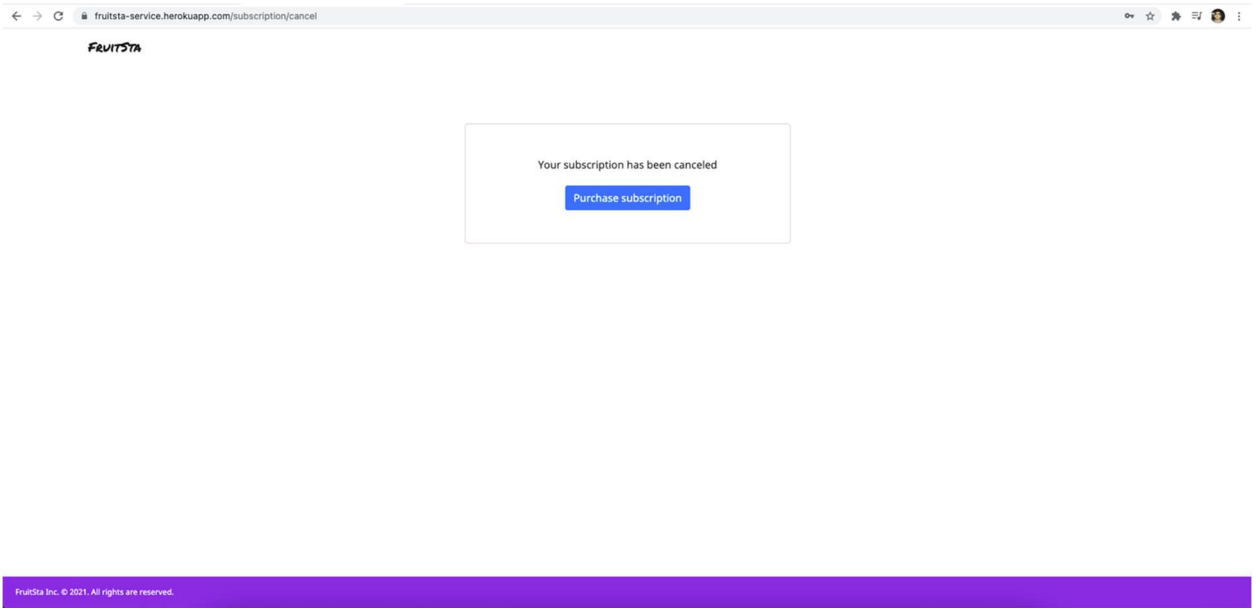 fruitsta-service.herokuapp.com/subscription/cancel
FRUITSTA
Your subscription has been canceled
Purchase subscription
FruitSta Inc. © 2021. All rights are reserved.